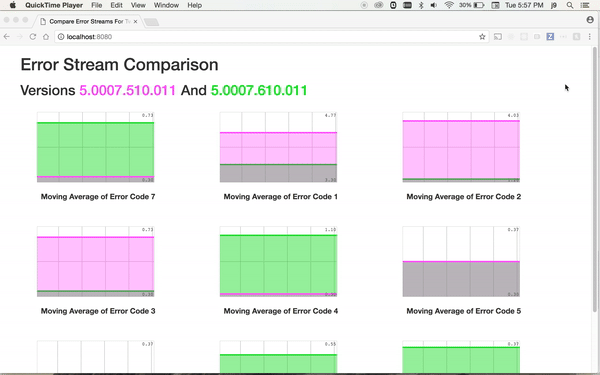 QuickTime Player File Edit View Window Help 30% Tue 5:57 PM j9
Compare Error Streams For T
localhost:8080
Error Stream Comparison
Versions 5.0007.510.011 And 5.0007.610.011
0.73 4.77 4.03
Moving Average of Error Code 7 Moving Average of Error Code 1 Moving Average of Error Code 2
0.73 1.10 0.37
Moving Average of Error Code 3 Moving Average of Error Code 4 Moving Average of Error Code 5
0.37 0.55 0.37